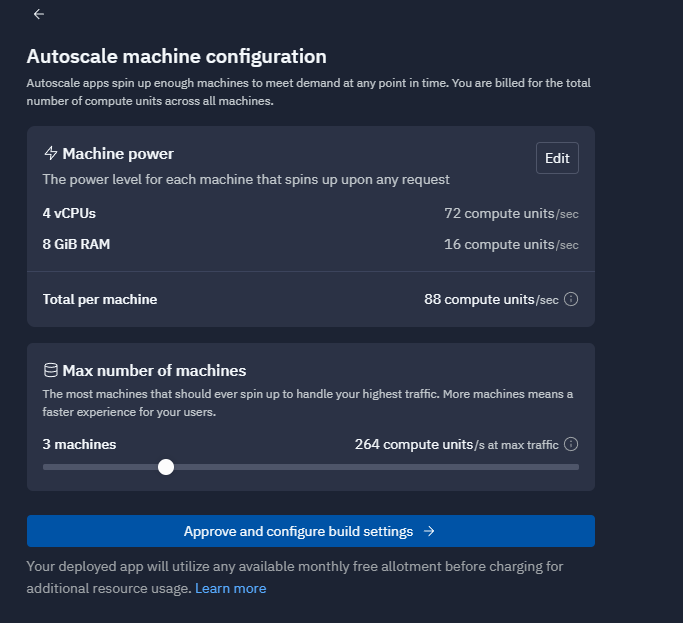 Autoscale machine configuration
Autoscale apps spin up enough machines to meet demand at any point in time. You are billed for the total
number of compute units across all machines.
Machine power
Edit
The power level for each machine that spins up upon any request
4 vCPUs 72 compute units/sec
8 GiB RAM 16 compute units/sec
Total per machine 88 compute units/sec
Max number of machines
The most machines that should ever spin up to handle your highest traffic. More machines means a
faster experience for your users.
3 machines 264 compute units/s at max traffic
Approve and configure build settings
Your deployed app will utilize any available monthly free allotment before charging for
additional resource usage. Learn more